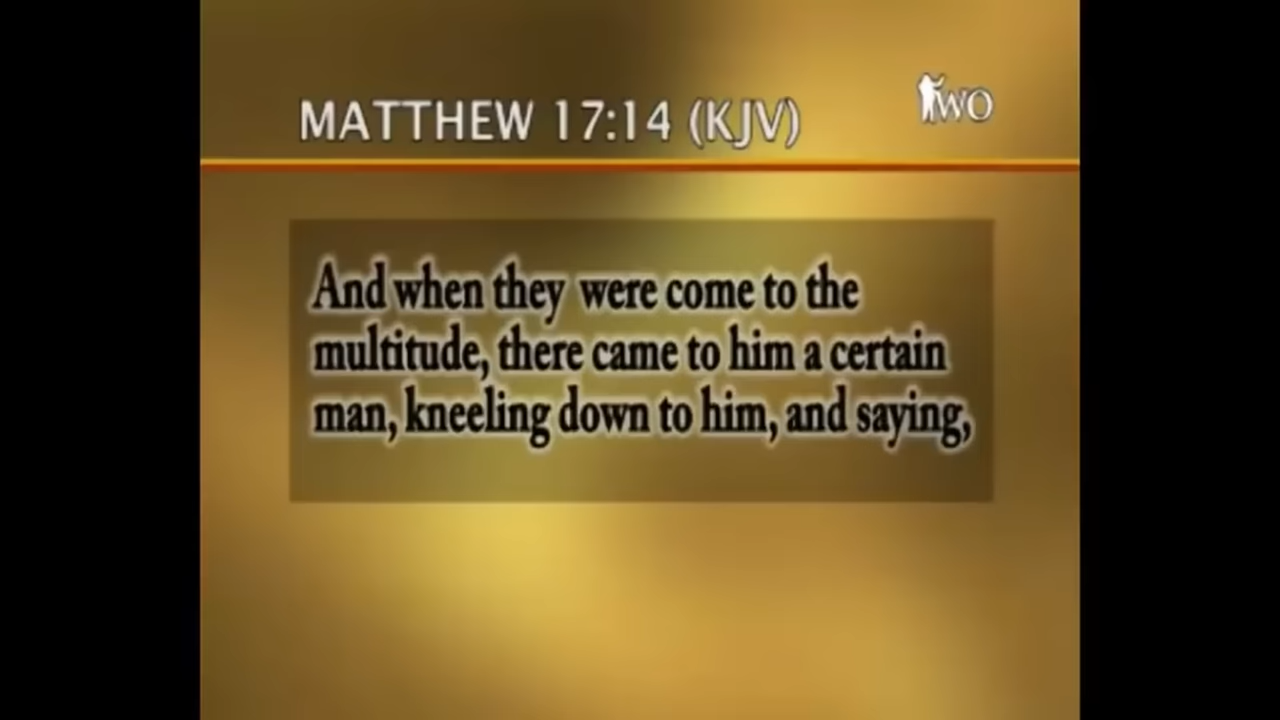 MATTHEW 17:14 (KJV)
TWO
And when they were come to the
multitude, there came to him a certain
man, kneeling down to him, and saying,